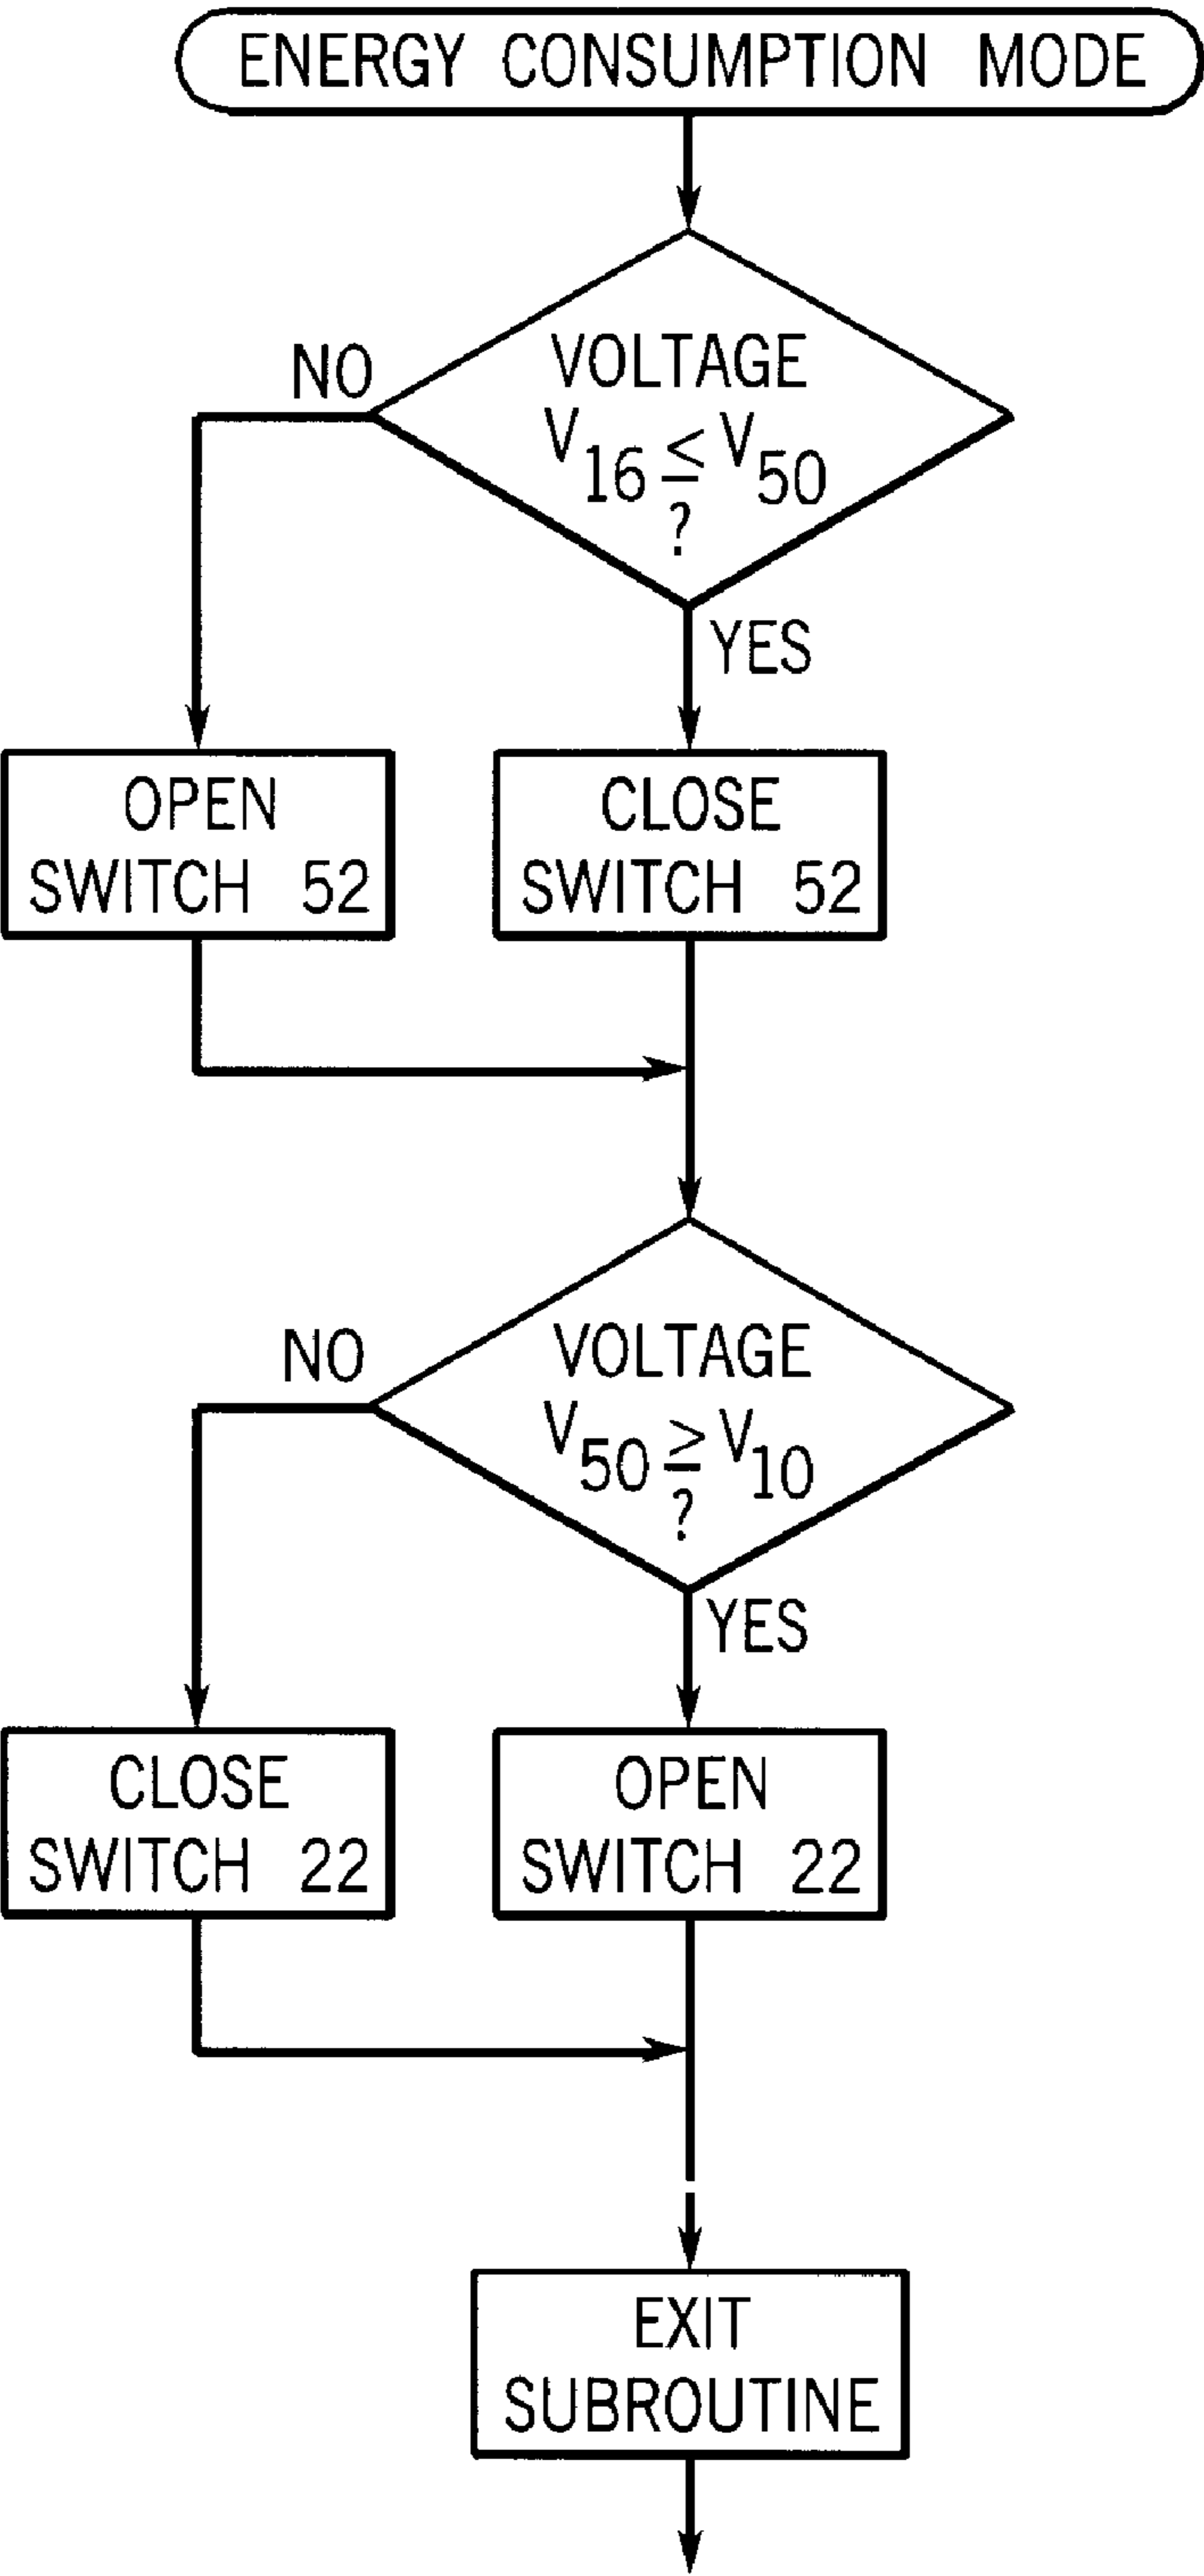 ENERGY CONSUMPTION MODE
VOLTAGE
V16 ≤ V50
?
NO
YES
OPEN
SWITCH 52
CLOSE
SWITCH 52
VOLTAGE
V50 ≥ V10
?
NO
YES
CLOSE
SWITCH 22
OPEN
SWITCH 22
EXIT
SUBROUTINE